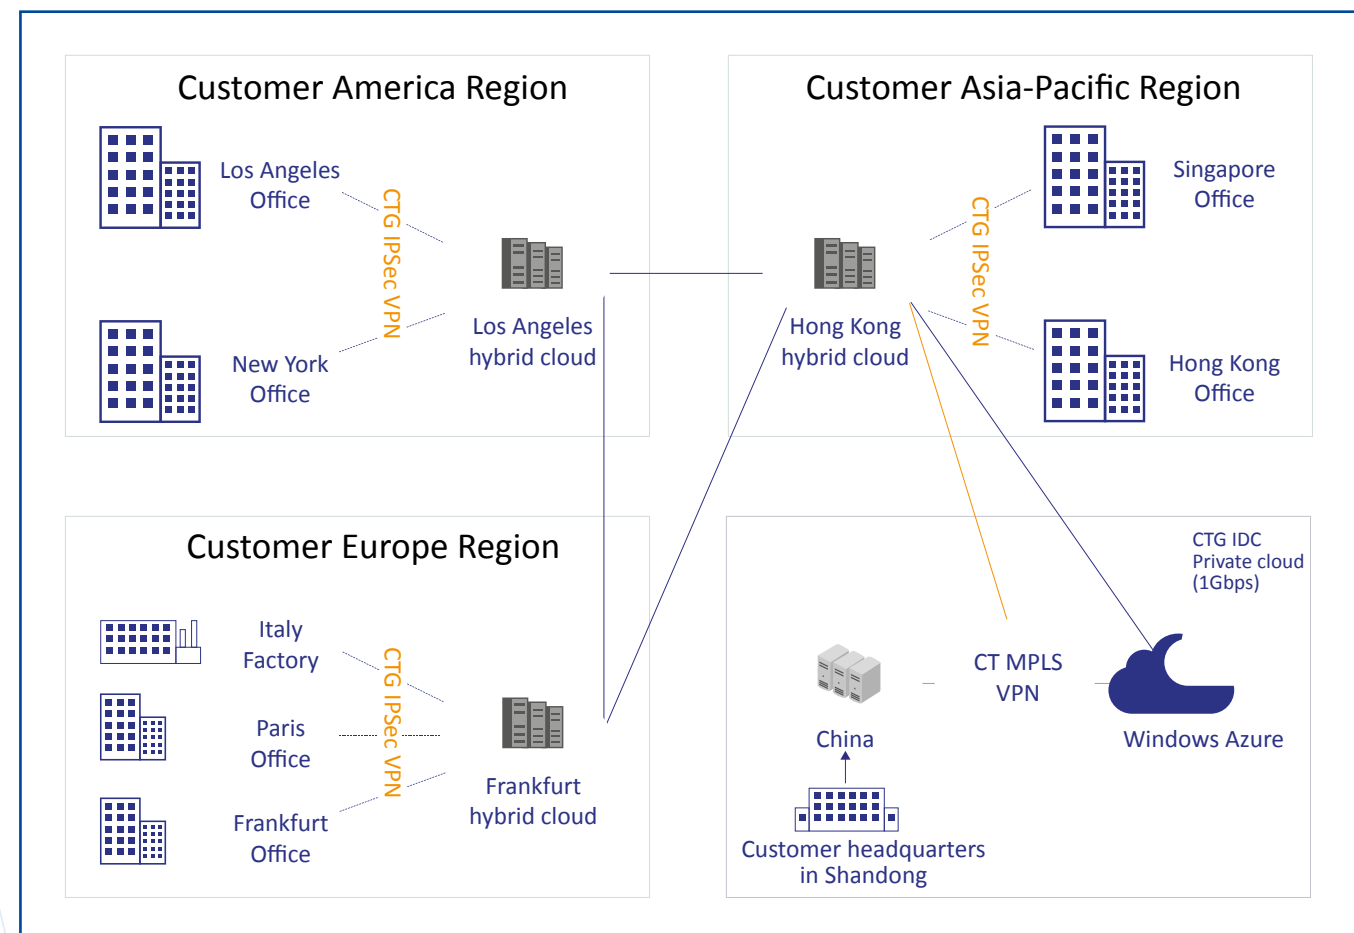 Customer America Region
Los Angeles
Office
CTG IPSec VPN
New York
Office
Los Angeles
hybrid cloud
Customer Asia-Pacific Region
Hong Kong
hybrid cloud
CTG IPSec VPN
Singapore
Office
Hong Kong
Office
Customer Europe Region
Italy
Factory
Paris
Office
Frankfurt
Office
CTG IPSec VPN
Frankfurt
hybrid cloud
CTG IDC
Private cloud
(1Gbps)
CT MPLS
VPN
China
Windows Azure
Customer headquarters
in Shandong